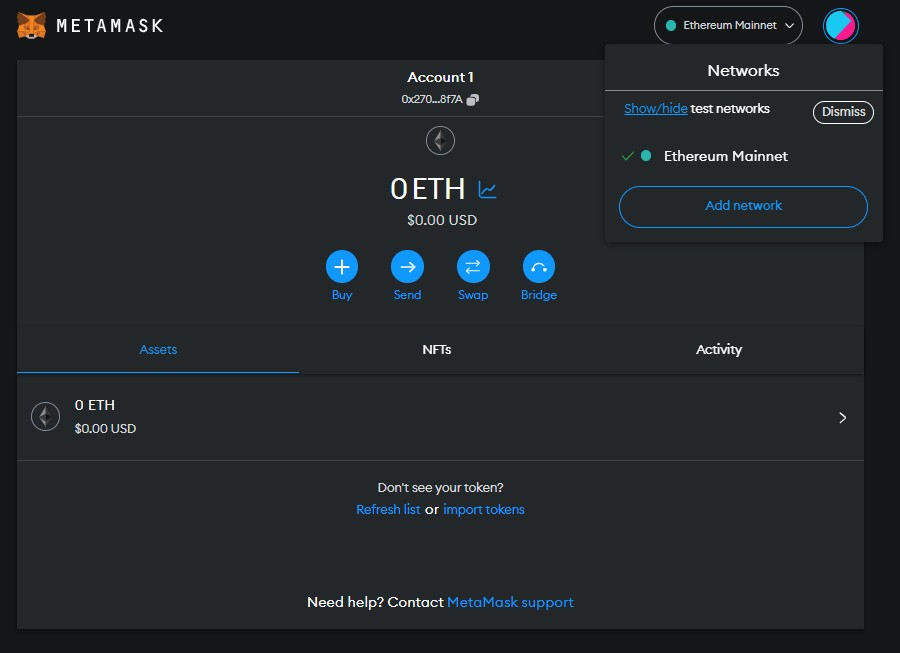 METAMASK
Ethereum Mainnet
Networks
Show/hide test networks
Dismiss
Ethereum Mainnet
Add network
Account 1
0x270...8f7A
0 ETH
$0.00 USD
Buy
Send
Swap
Bridge
Assets
NFTs
Activity
0 ETH
$0.00 USD
Don't see your token?
Refresh list or import tokens
Need help? Contact MetaMask support